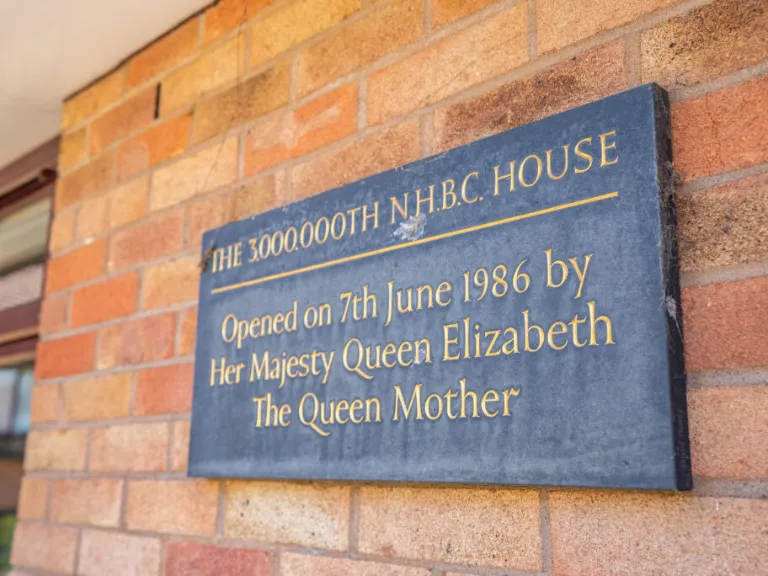 THE 3,000,000TH N.H.B.C. HOUSE
Opened on 7th June 1986 by
Her Majesty Queen Elizabeth
The Queen Mother